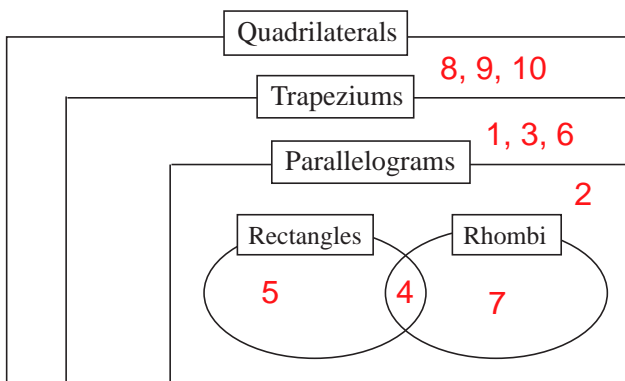 Quadrilaterals
8, 9, 10
Trapeziums
1, 3, 6
Parallelograms
2
Rectangles Rhombi
5 4 7